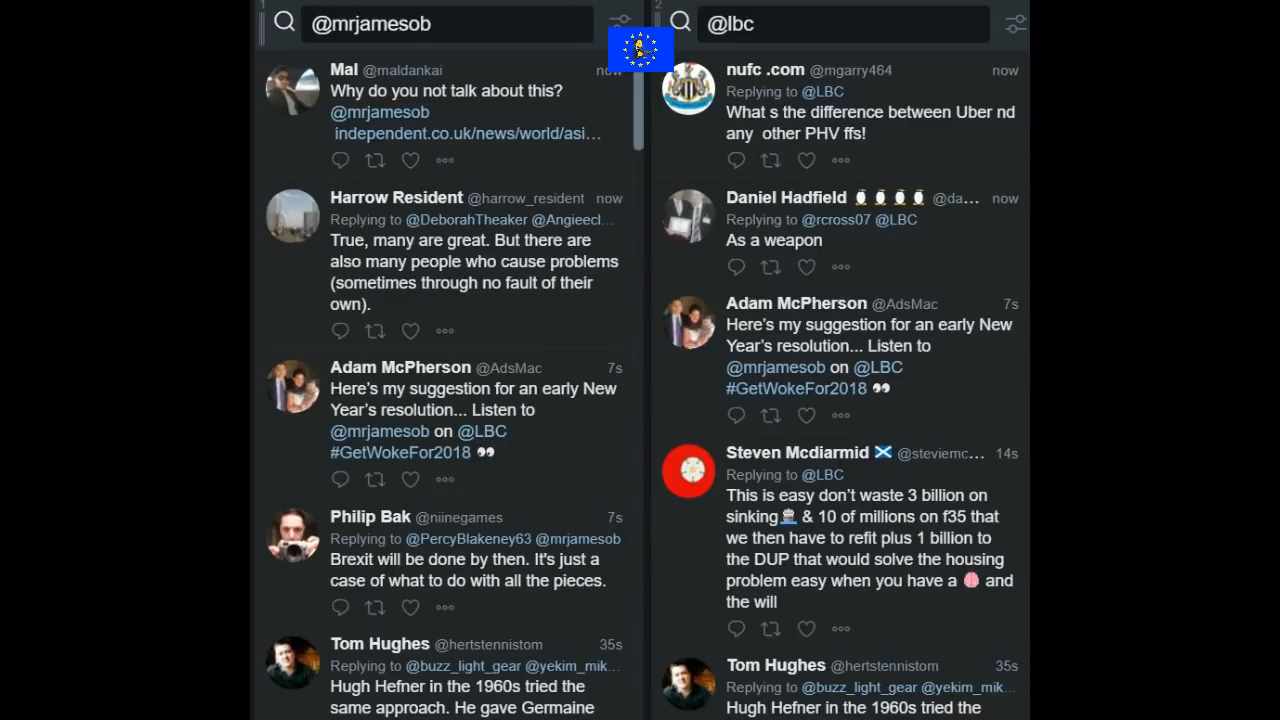 1
@mrjamesob
Mal @maldankai now
Why do you not talk about this?
@mrjamesob
independent.co.uk/news/world/asi…
Harrow Resident @harrow_resident now
Replying to @DeborahTheaker @Angieecl…
True, many are great. But there are
also many people who cause problems
(sometimes through no fault of their
own).
Adam McPherson @AdsMac 7s
Here's my suggestion for an early New
Year's resolution... Listen to
@mrjamesob on @LBC
#GetWokeFor2018 👀
Philip Bak @niinegames 7s
Replying to @PercyBlakeney63 @mrjamesob
Brexit will be done by then. It's just a
case of what to do with all the pieces.
Tom Hughes @hertstennistom 35s
Replying to @buzz_light_gear @yekim_mik…
Hugh Hefner in the 1960s tried the
same approach. He gave Germaine
2
@lbc
nufc .com @mgarry464 now
Replying to @LBC
What s the difference between Uber nd
any other PHV ffs!
Daniel Hadfield @da… now
Replying to @rcross07 @LBC
As a weapon
Adam McPherson @AdsMac 7s
Here's my suggestion for an early New
Year's resolution... Listen to
@mrjamesob on @LBC
#GetWokeFor2018 👀
Steven Mcdiarmid @steviemc… 14s
Replying to @LBC
This is easy don't waste 3 billion on
sinking🚢 & 10 of millions on f35 that
we then have to refit plus 1 billion to
the DUP that would solve the housing
problem easy when you have a 🧠 and
the will
Tom Hughes @hertstennistom 35s
Replying to @buzz_light_gear @yekim_mik…
Hugh Hefner in the 1960s tried the